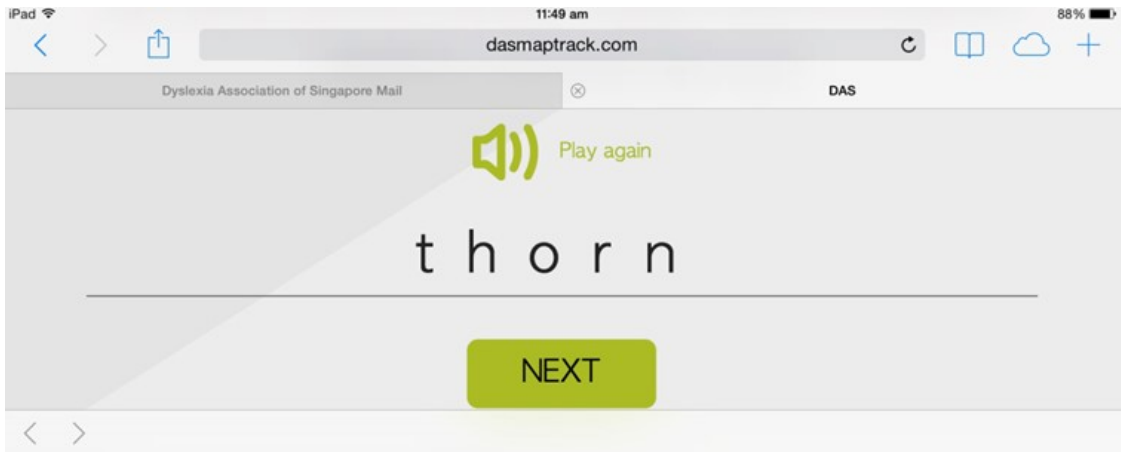 iPad 11:49 am 88%
dasmaptrack.com
Dyslexia Association of Singapore Mail DAS
Play again
t h o r n
NEXT